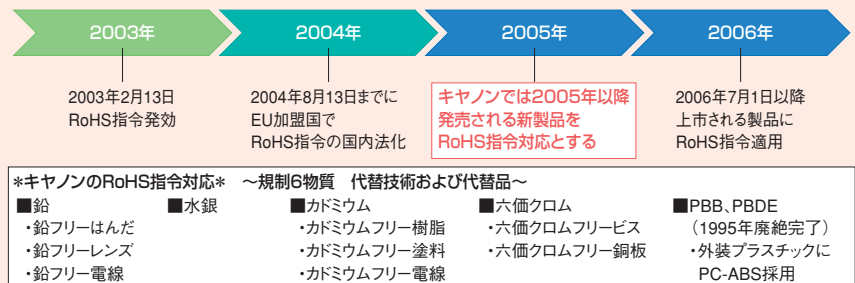 2003年
2004年
2005年
2006年
2003年2月13日
RoHS指令発効
2004年8月13日までに
EU加盟国で
RoHS指令の国内法化
キヤノンでは2005年以降
発売される新製品を
RoHS指令対応とする
2006年7月1日以降
上市される製品に
RoHS指令適用
*キヤノンのRoHS指令対応* ～規制6物質 代替技術および代替品～
■鉛
・鉛フリーはんだ
・鉛フリーレンズ
・鉛フリー電線
■水銀
■カドミウム
・カドミウムフリー樹脂
・カドミウムフリー塗料
・カドミウムフリー電線
■六価クロム
・六価クロムフリービス
・六価クロムフリー銅板
■PBB、PBDE
（1995年廃絶完了）
・外装プラスチックに
PC-ABS採用